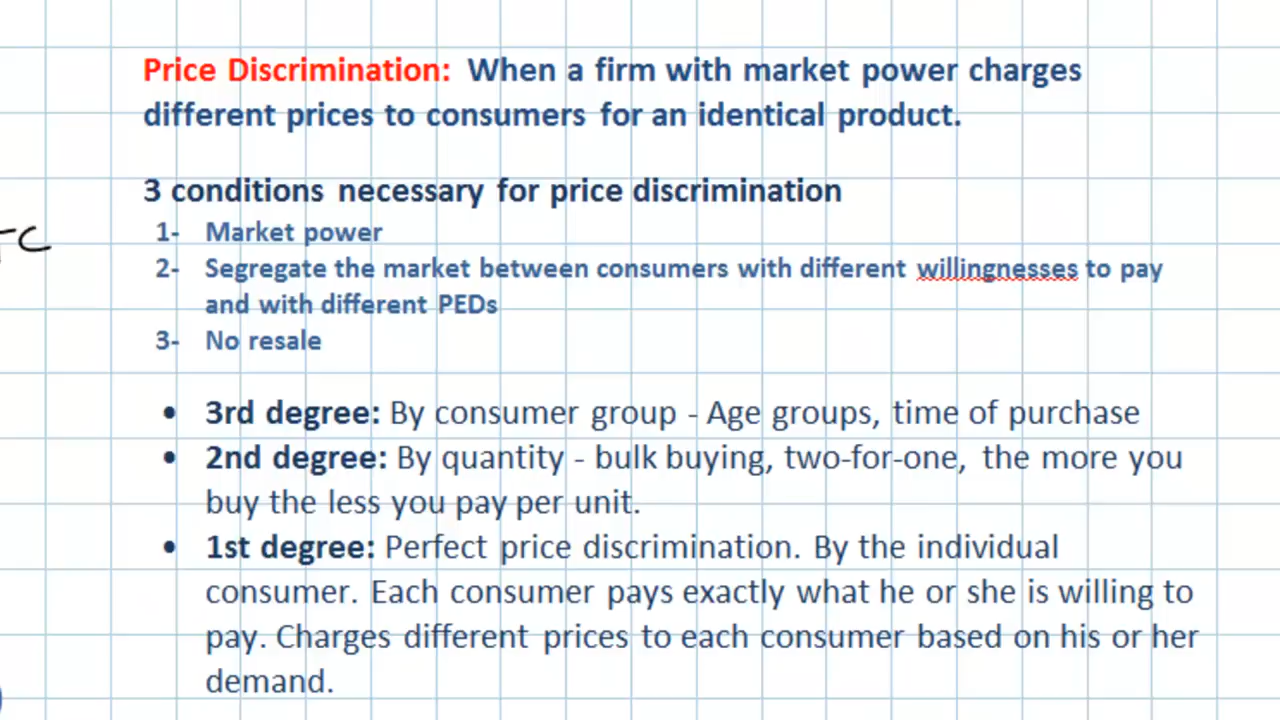 Price Discrimination: When a firm with market power charges
different prices to consumers for an identical product.
3 conditions necessary for price discrimination
1- Market power
2- Segregate the market between consumers with different willingnesses to pay
and with different PEDs
3- No resale
• 3rd degree: By consumer group - Age groups, time of purchase
• 2nd degree: By quantity - bulk buying, two-for-one, the more you
buy the less you pay per unit.
• 1st degree: Perfect price discrimination. By the individual
consumer. Each consumer pays exactly what he or she is willing to
pay. Charges different prices to each consumer based on his or her
demand.